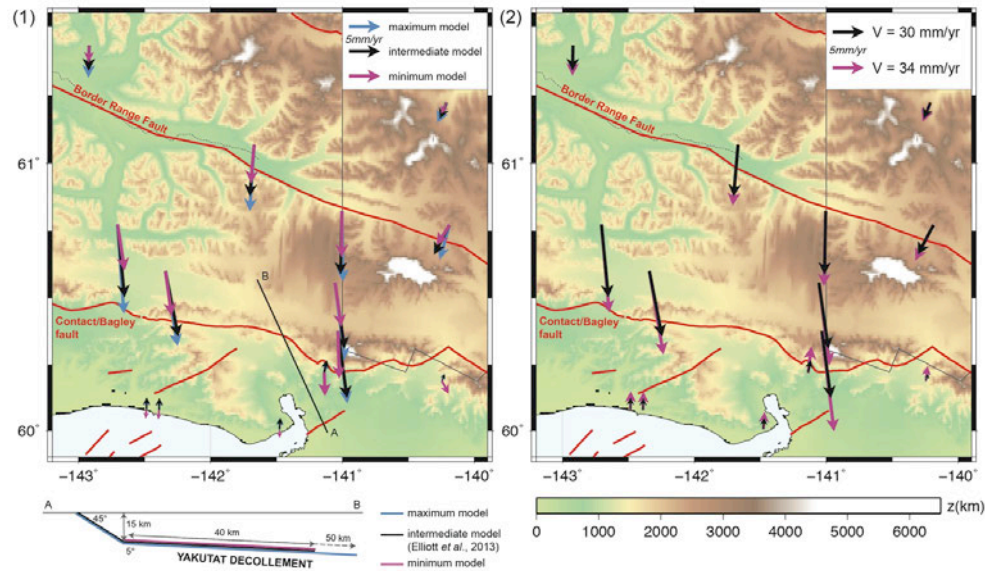 (1)
maximum model
5mm/yr
intermediate model
minimum model
Border Range Fault
61°
B
Contact/Bagley
fault
60°
A
−143° −142° −141° −140°
(2)
V = 30 mm/yr
5mm/yr
V = 34 mm/yr
Border Range Fault
61°
Contact/Bagley
fault
60°
−143° −142° −141° −140°
A B
45°
15 km
40 km
50 km
5°
YAKUTAT DECOLLEMENT
maximum model
intermediate model
(Elliott et al., 2013)
minimum model
z(km)
0 1000 2000 3000 4000 5000 6000